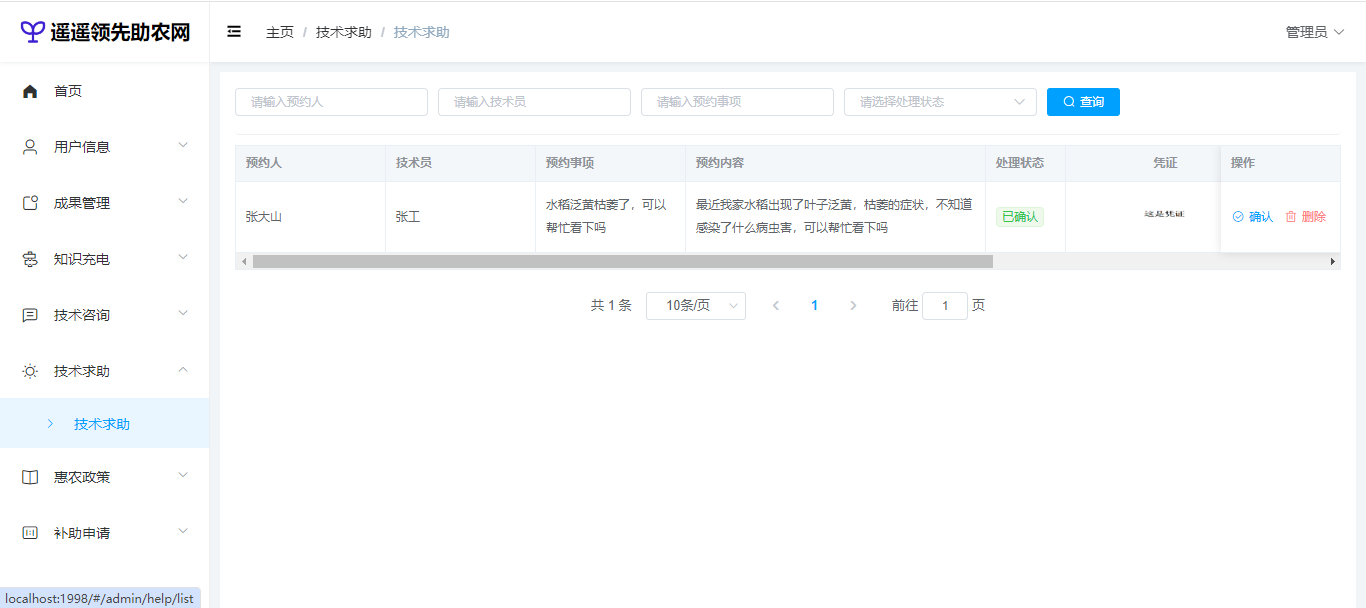 遥遥领先助农网
主页 / 技术求助 / 技术求助
管理员
首页
用户信息
成果管理
知识充电
技术咨询
技术求助
技术求助
惠农政策
补助申请
请输入预约人 请输入技术员 请输入预约事项 请选择处理状态 查询
预约人 技术员 预约事项 预约内容 处理状态 凭证 操作
张大山 张工 水稻泛黄枯萎了，可以
帮忙看下吗
最近我家水稻出现了叶子泛黄，枯萎的症状，不知道
感染了什么病虫害，可以帮忙看下吗
已确认 这是凭证 确认 删除
共 1 条 10条/页 1 前往 1 页
localhost:1998/#/admin/help/list